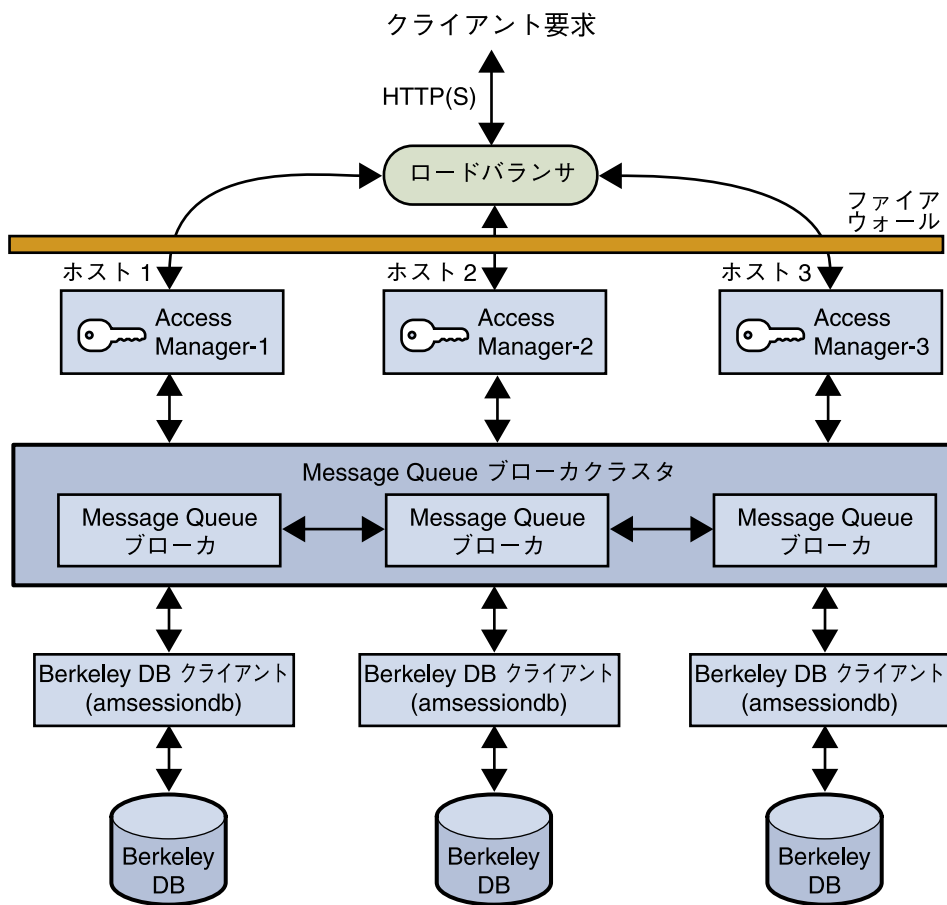 クライアント要求
HTTP(S)
ロードバランサ
ファイア
ウォール
ホスト 1
ホスト 2
ホスト 3
Access
Manager-1
Access
Manager-2
Access
Manager-3
Message Queue ブローカクラスタ
Message Queue
ブローカ
Message Queue
ブローカ
Message Queue
ブローカ
Berkeley DB クライアント
(amsessiondb)
Berkeley DB クライアント
(amsessiondb)
Berkeley DB クライアント
(amsessiondb)
Berkeley
DB
Berkeley
DB
Berkeley
DB